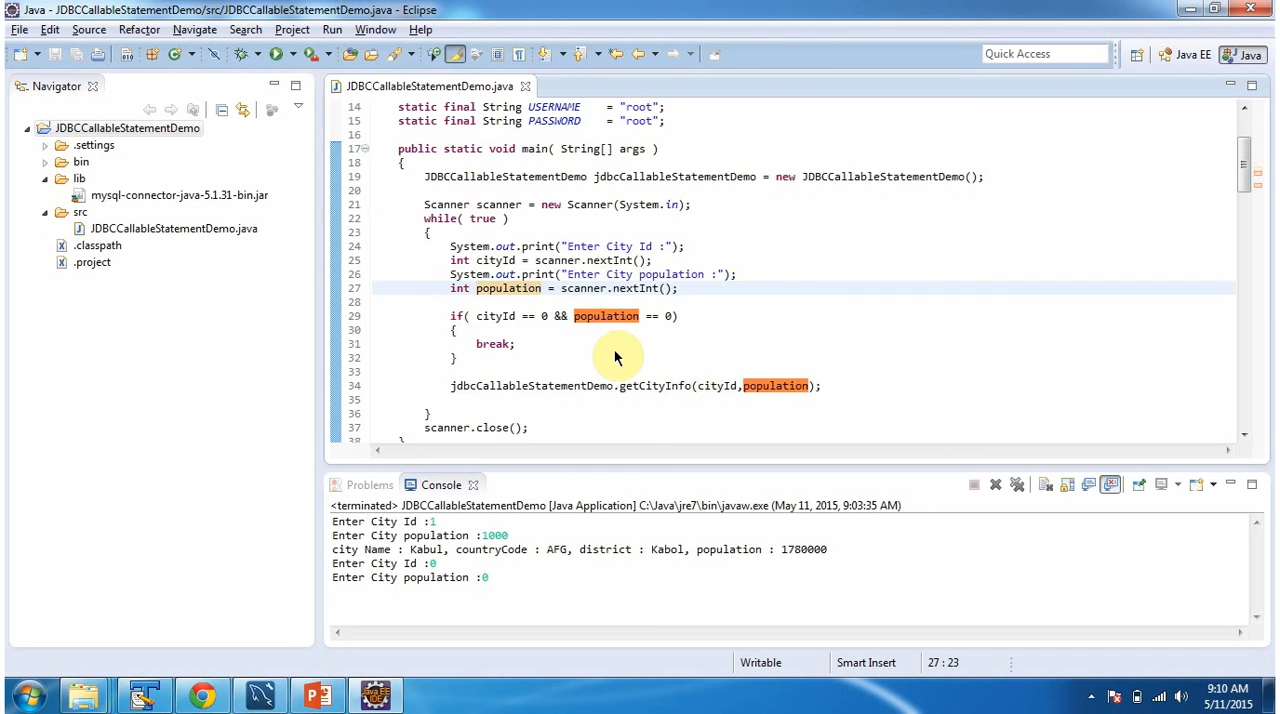 Java - JDBCCallableStatementDemo/src/JDBCCallableStatementDemo.java - Eclipse
File Edit Source Refactor Navigate Search Project Run Window Help
Quick Access
Java EE
Java
Navigator
JDBCCallableStatementDemo
.settings
bin
lib
mysql-connector-java-5.1.31-bin.jar
src
JDBCCallableStatementDemo.java
.classpath
.project
JDBCCallableStatementDemo.java
14 static final String USERNAME = "root";
15 static final String PASSWORD = "root";
16
17 public static void main( String[] args )
18 {
19 JDBCCallableStatementDemo jdbcCallableStatementDemo = new JDBCCallableStatementDemo();
20
21 Scanner scanner = new Scanner(System.in);
22 while( true )
23 {
24 System.out.print("Enter City Id :");
25 int cityId = scanner.nextInt();
26 System.out.print("Enter City population :");
27 int population = scanner.nextInt();
28
29 if( cityId == 0 && population == 0)
30 {
31 break;
32 }
33
34 jdbcCallableStatementDemo.getCityInfo(cityId,population);
35
36 }
37 scanner.close();
38 }
Problems Console
<terminated> JDBCCallableStatementDemo [Java Application] C:\Java\jre7\bin\javaw.exe (May 11, 2015, 9:03:35 AM)
Enter City Id :1
Enter City population :1000
city Name : Kabul, countryCode : AFG, district : Kabol, population : 1780000
Enter City Id :0
Enter City population :0
Writable Smart Insert 27 : 23
9:10 AM
5/11/2015